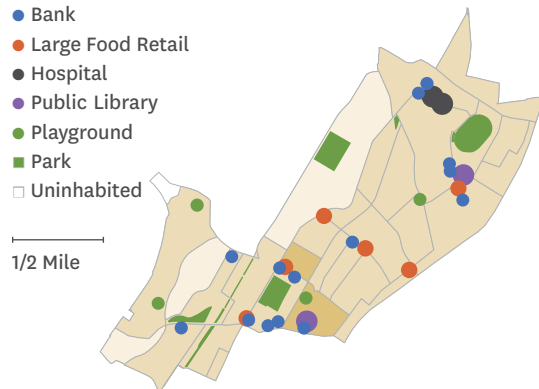 Bank
Large Food Retail
Hospital
Public Library
Playground
Park
Uninhabited
1/2 Mile